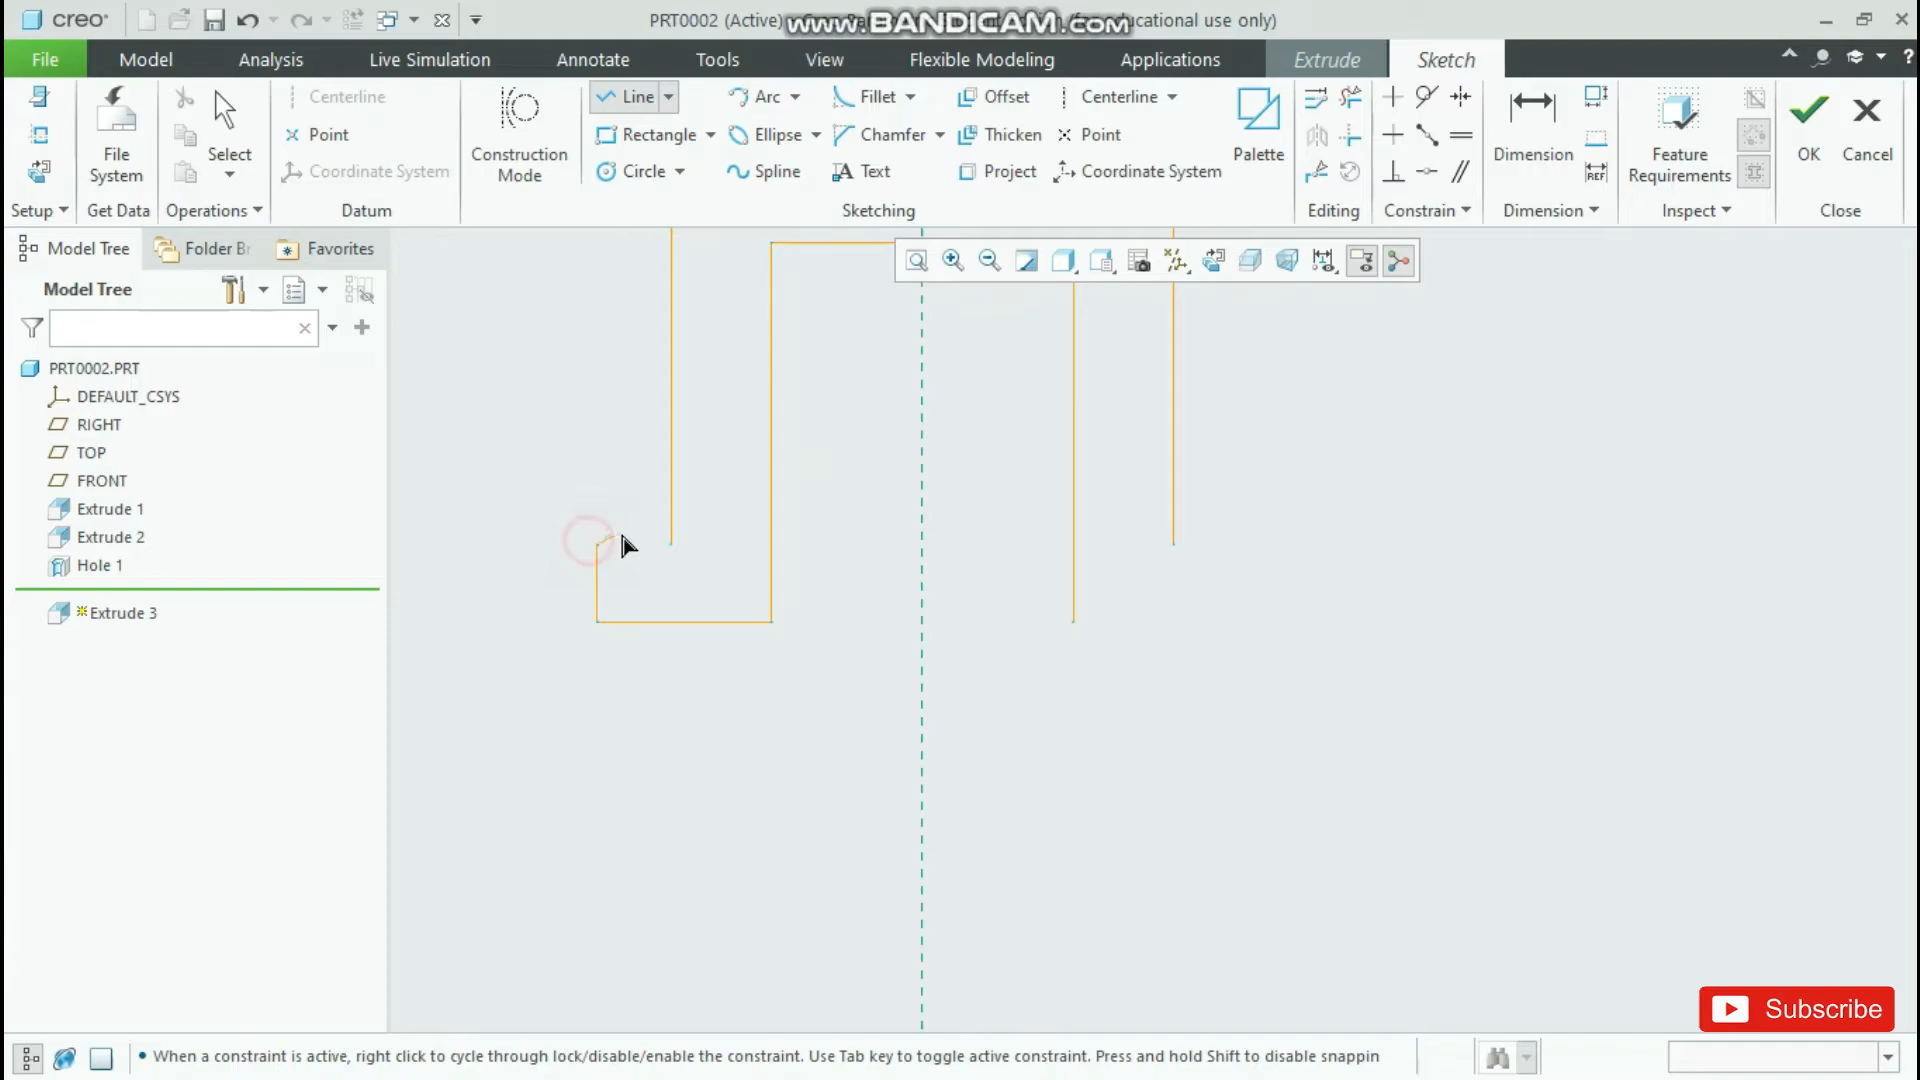 creo
PRT0002 (Active)
www.BANDICAM.com
educational use only)
File
Model
Analysis
Live Simulation
Annotate
Tools
View
Flexible Modeling
Applications
Extrude
Sketch
?
Centerline
Line
Arc
Fillet
Offset
Centerline
Point
Rectangle
Ellipse
Chamfer
Thicken
Point
Coordinate System
Circle
Spline
Text
Project
Coordinate System
File
System
Select
Construction
Mode
Palette
Dimension
REF
Feature
Requirements
OK
Cancel
Setup
Get Data
Operations
Datum
Sketching
Editing
Constrain
Dimension
Inspect
Close
Model Tree
Folder Br
Favorites
Model Tree
PRT0002.PRT
DEFAULT_CSYS
RIGHT
TOP
FRONT
Extrude 1
Extrude 2
Hole 1
Extrude 3
Subscribe
• When a constraint is active, right click to cycle through lock/disable/enable the constraint. Use Tab key to toggle active constraint. Press and hold Shift to disable snappin